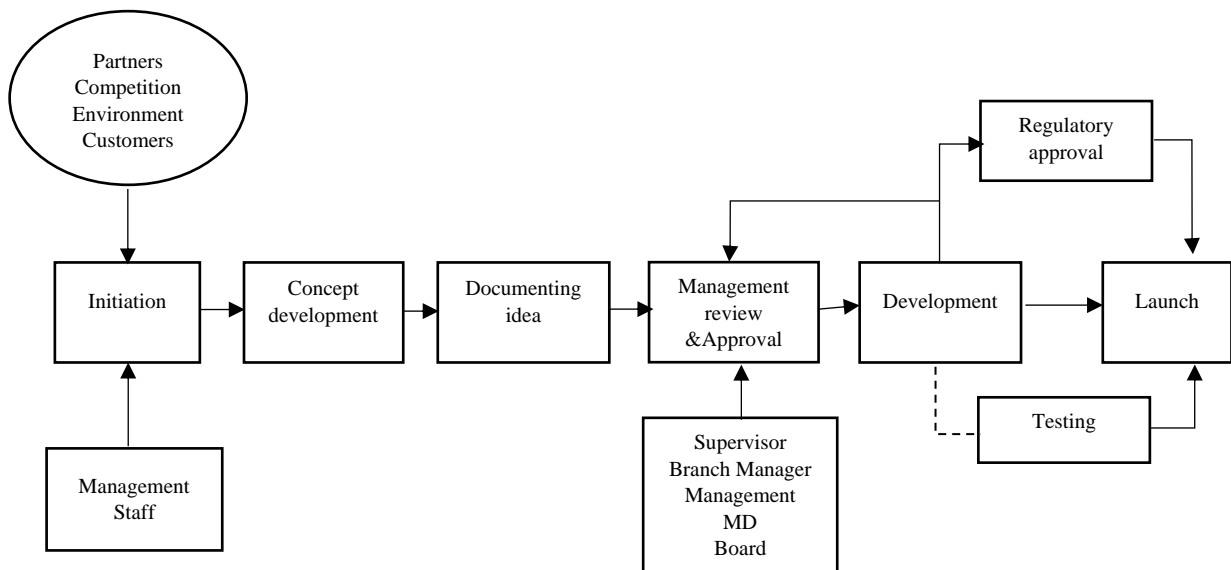 Partners
Competition
Environment
Customers
Regulatory
approval
Initiation
Concept
development
Documenting
idea
Management
review
&Approval
Development
Launch
Testing
Management
Staff
Supervisor
Branch Manager
Management
MD
Board